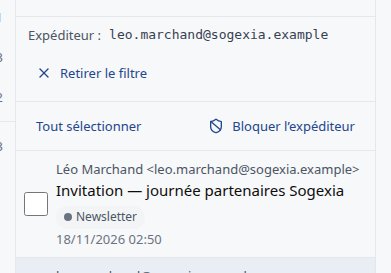 Expéditeur : leo.marchand@sogexia.example
Retirer le filtre
Tout sélectionner
Bloquer l’expéditeur
Léo Marchand <leo.marchand@sogexia.example>
Invitation — journée partenaires Sogexia
Newsletter
18/11/2026 02:50